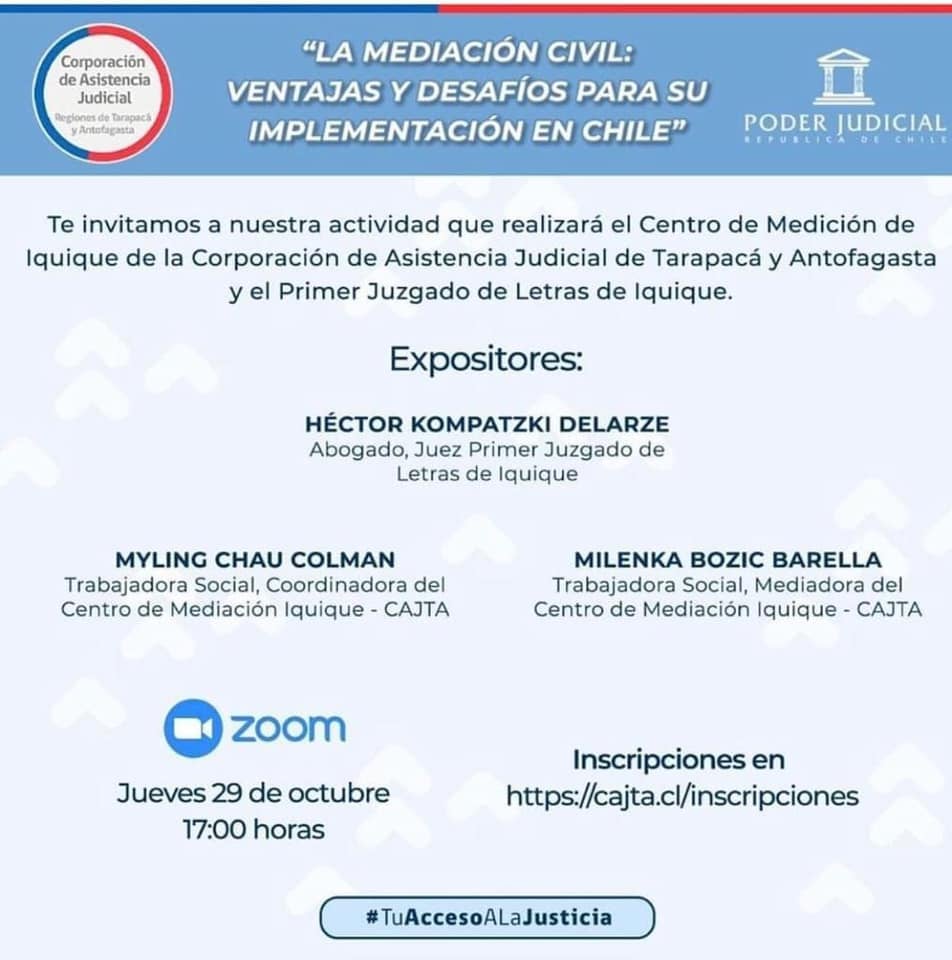 Corporación
de Asistencia
Judicial
Regiones de Tarapacá
y Antofagasta
“LA MEDIACIÓN CIVIL:
VENTAJAS Y DESAFÍOS PARA SU
IMPLEMENTACIÓN EN CHILE”
PODER JUDICIAL
REPUBLICA DE CHILE
Te invitamos a nuestra actividad que realizará el Centro de Medición de
Iquique de la Corporación de Asistencia Judicial de Tarapacá y Antofagasta
y el Primer Juzgado de Letras de Iquique.
Expositores:
HÉCTOR KOMPATZKI DELARZE
Abogado, Juez Primer Juzgado de
Letras de Iquique
MYLING CHAU COLMAN
Trabajadora Social, Coordinadora del
Centro de Mediación Iquique - CAJTA
MILENKA BOZIC BARELLA
Trabajadora Social, Mediadora del
Centro de Mediación Iquique - CAJTA
zoom
Jueves 29 de octubre
17:00 horas
Inscripciones en
https://cajta.cl/inscripciones
#TuAccesoALaJusticia